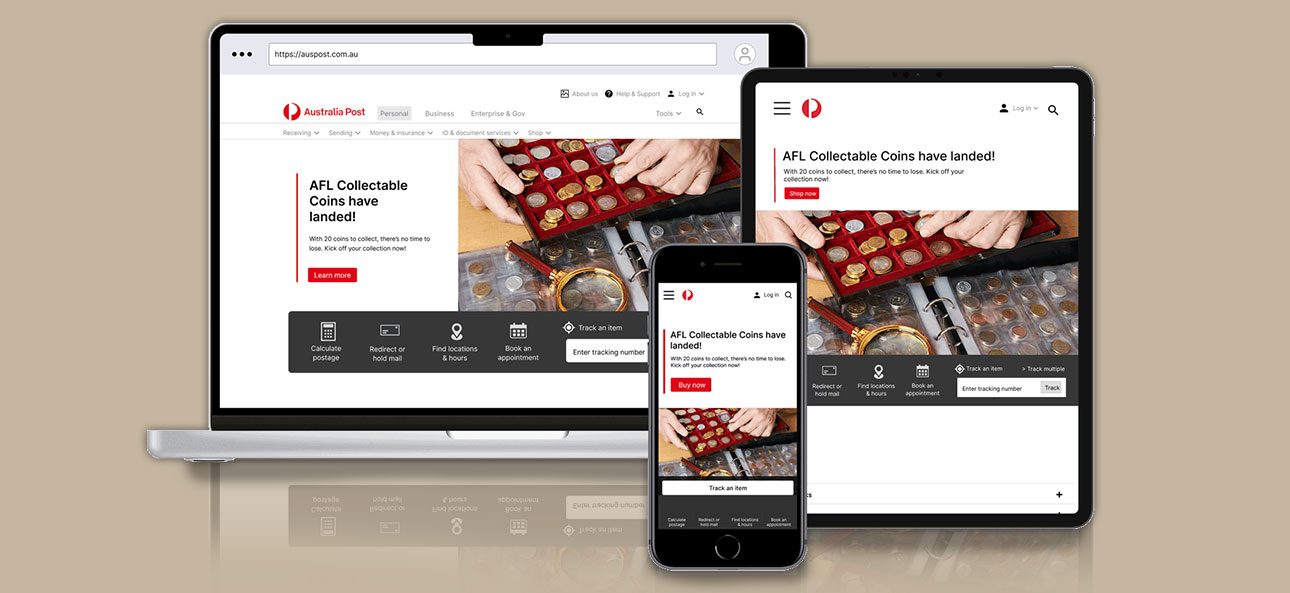 https://auspost.com.au
About us
Help & Support
Log in
Australia Post
Personal
Business
Enterprise & Gov
Tools
Receiving
Sending
Money & insurance
ID & document services
Shop
AFL Collectable
Coins have
landed!
With 20 coins to collect, there's no time to
lose. Kick off your collection now!
Learn more
Calculate
postage
Redirect or
hold mail
Find locations
& hours
Book an
appointment
Track an item
Enter tracking number
Log in
AFL Collectable Coins have
landed!
With 20 coins to collect, there's no time to lose.
Kick off your collection now!
Buy now
Track an item
Calculate
postage
Redirect or
hold mail
Find locations
& hours
Book an
appointment
Log in
AFL Collectable Coins have landed!
With 20 coins to collect, there's no time to lose. Kick off your
collection now!
Shop now
Redirect or
hold mail
Find locations
& hours
Book an
appointment
Track an item
> Track multiple
Enter tracking number
Track